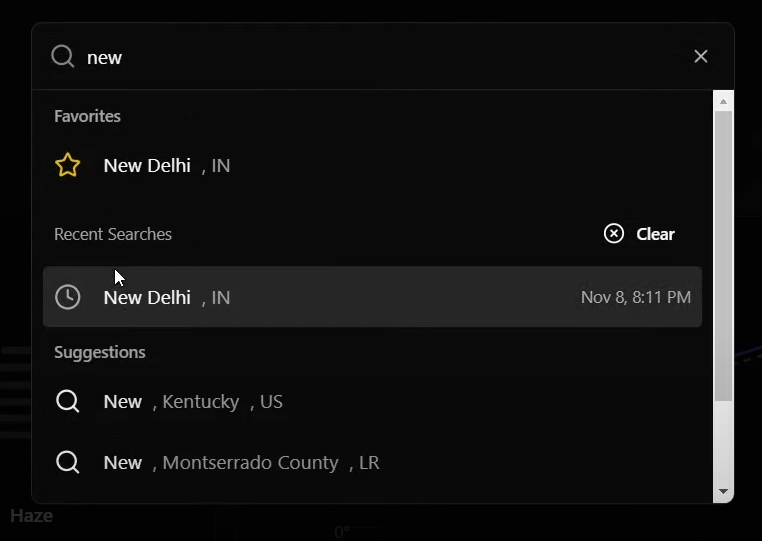 new
Favorites
New Delhi , IN
Recent Searches
Clear
New Delhi , IN
Nov 8, 8:11 PM
Suggestions
New , Kentucky , US
New , Montserrado County , LR
Haze
0°